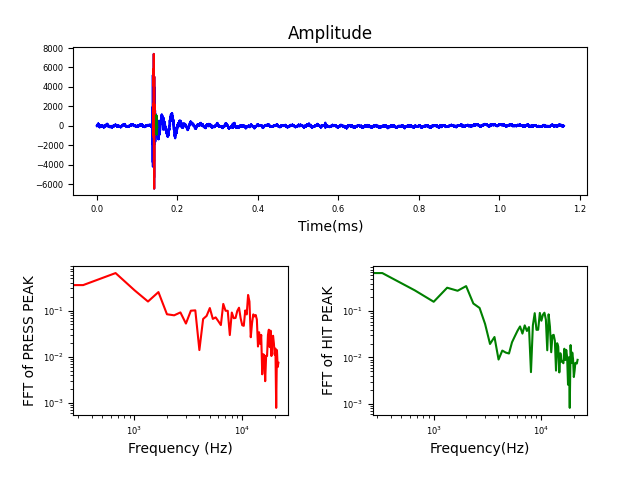 Amplitude
8000
6000
4000
2000
0
−2000
−4000
−6000
0.0 0.2 0.4 0.6 0.8 1.0 1.2
Time(ms)
FFT of PRESS PEAK
10⁻¹
10⁻²
10⁻³
10³ 10⁴
Frequency (Hz)
FFT of HIT PEAK
10⁻¹
10⁻²
10⁻³
10³ 10⁴
Frequency(Hz)